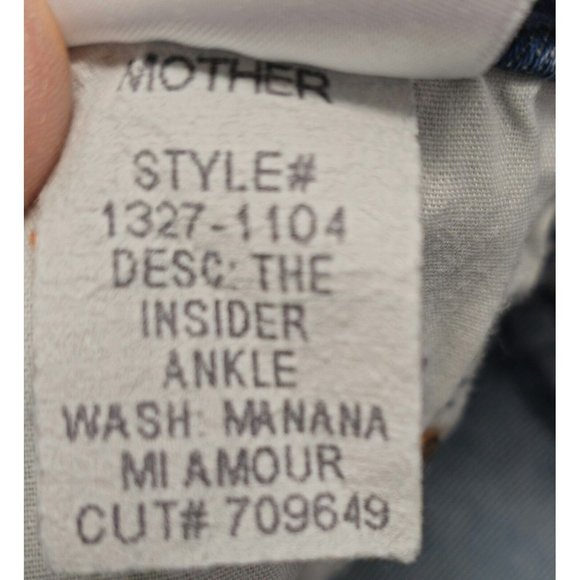 MOTHER
STYLE#
1327-1104
DESC: THE
INSIDER
ANKLE
WASH: MANANA
MI AMOUR
CUT# 709649